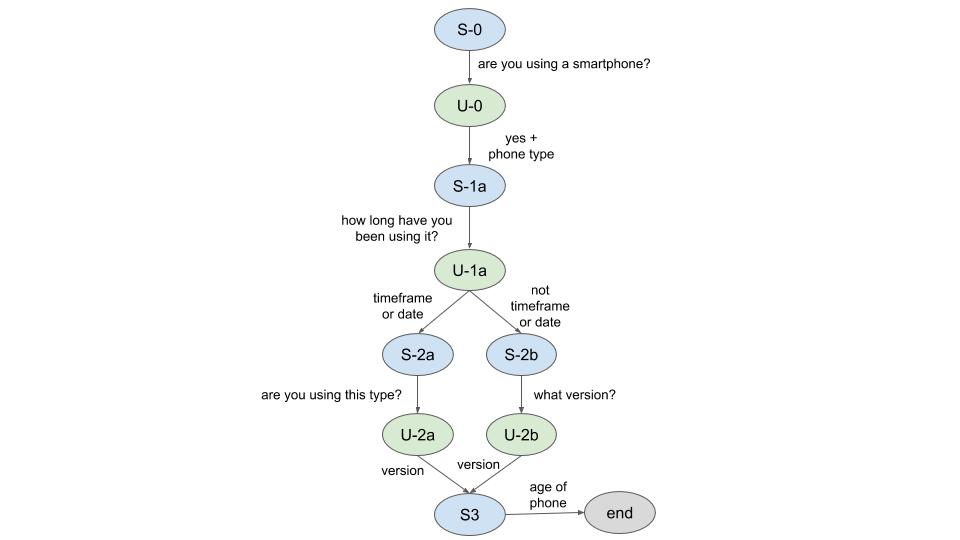 S-0
are you using a smartphone?
U-0
yes +
phone type
S-1a
how long have you
been using it?
U-1a
timeframe
or date
not
timeframe
or date
S-2a
S-2b
are you using this type?
what version?
U-2a
U-2b
version
version
S3
age of
phone
end